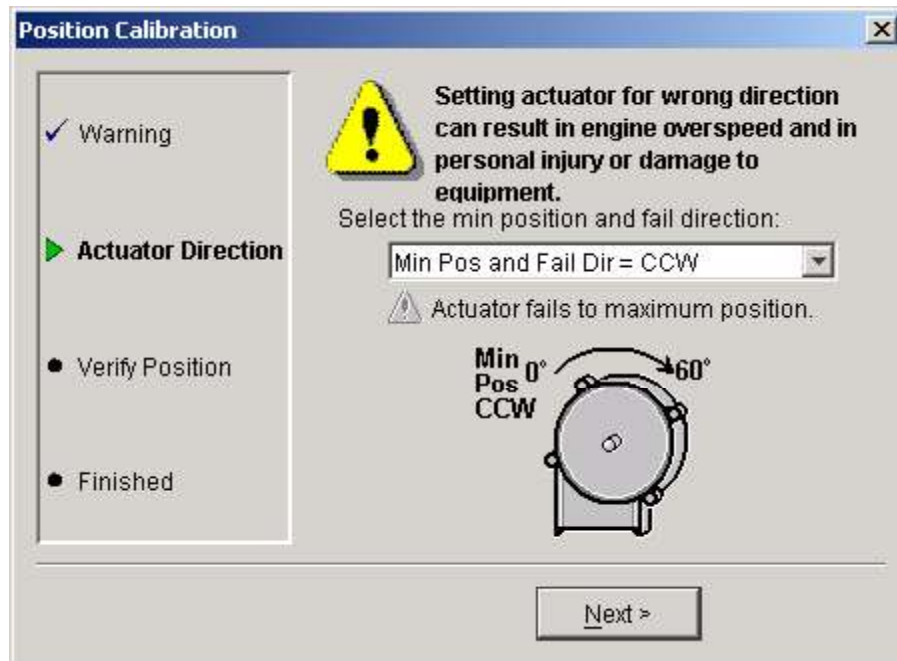 Position Calibration
Warning
Actuator Direction
Verify Position
Finished
Setting actuator for wrong direction
can result in engine overspeed and in
personal injury or damage to
equipment.
Select the min position and fail direction:
Min Pos and Fail Dir = CCW
Actuator fails to maximum position.
Min
Pos 0° 60°
CCW
Next >